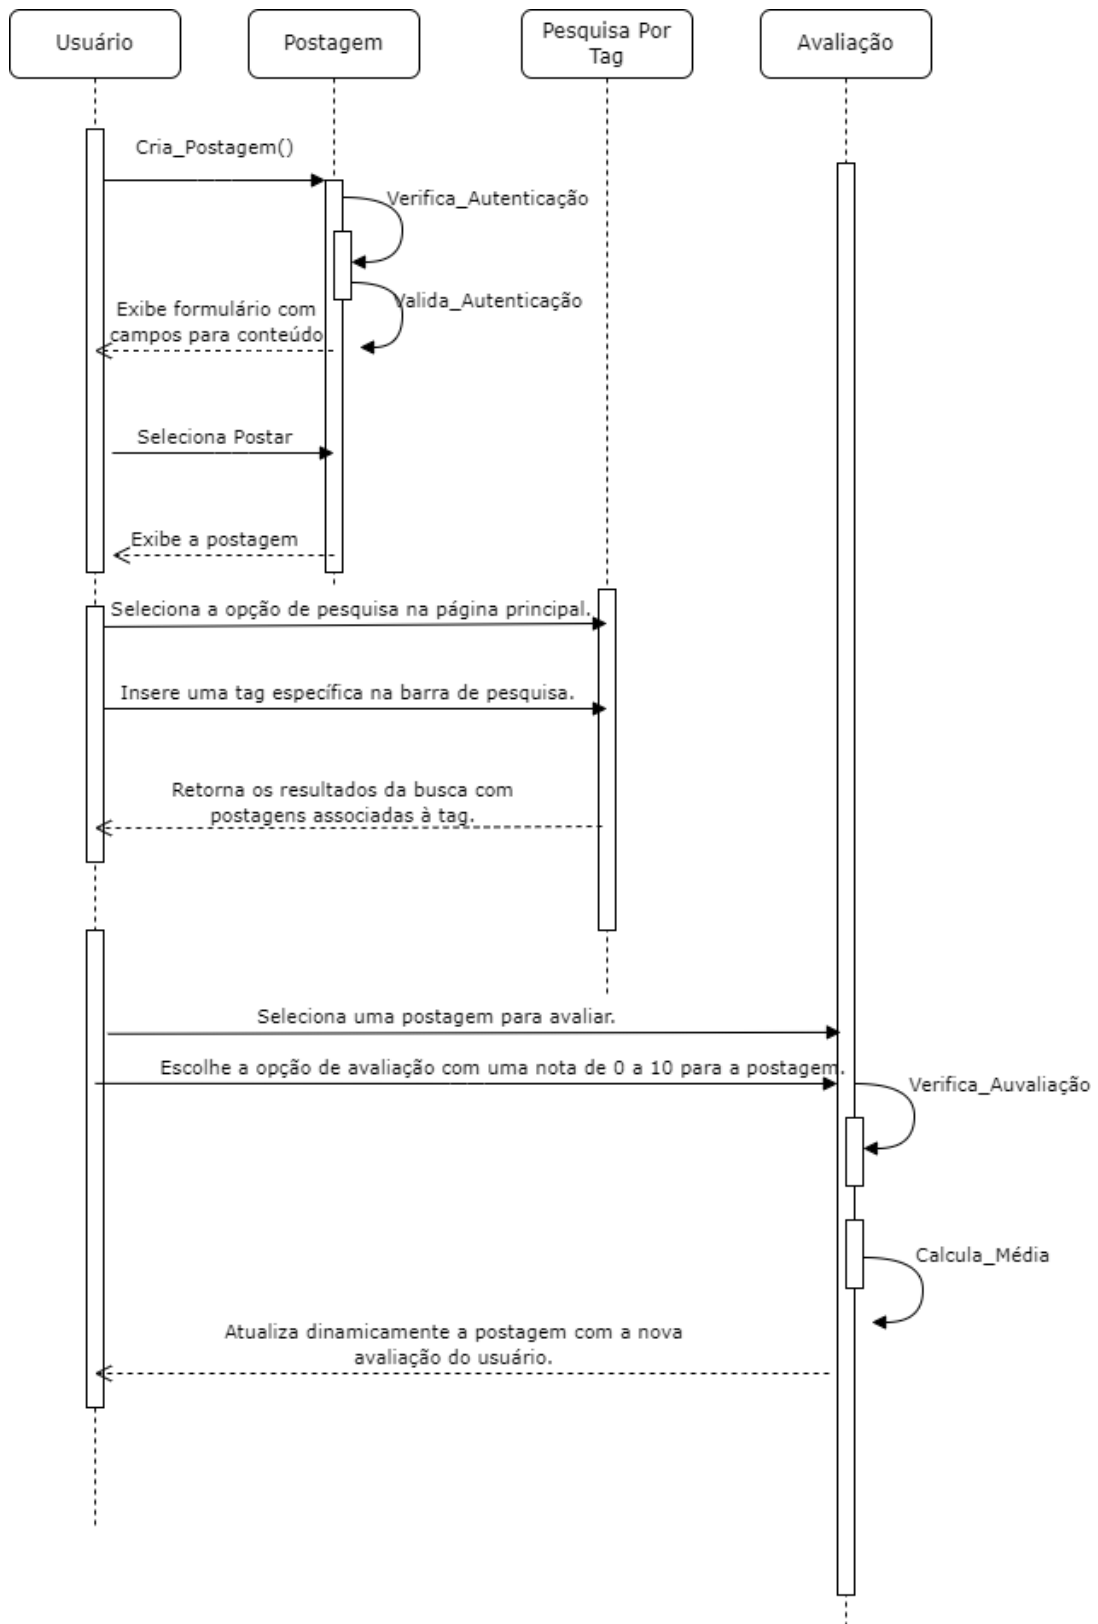 Usuário
Postagem
Pesquisa Por
Tag
Avaliação
Cria_Postagem()
Verifica_Autenticação
Valida_Autenticação
Exibe formulário com
campos para conteúdo
Seleciona Postar
Exibe a postagem
Seleciona a opção de pesquisa na página principal.
Insere uma tag específica na barra de pesquisa.
Retorna os resultados da busca com
postagens associadas à tag.
Seleciona uma postagem para avaliar.
Escolhe a opção de avaliação com uma nota de 0 a 10 para a postagem.
Verifica_Auvaliação
Calcula_Média
Atualiza dinamicamente a postagem com a nova
avaliação do usuário.